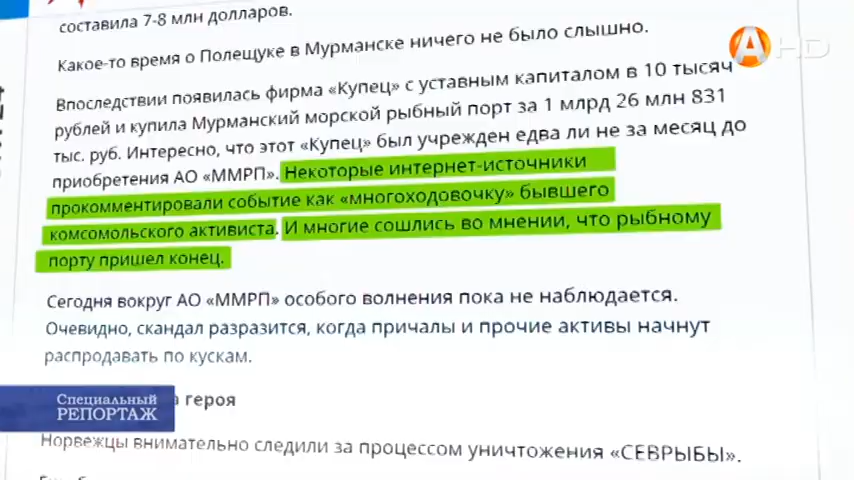 составила 7-8 млн долларов.
Какое-то время о Полещуке в Мурманске ничего не было слышно.
Впоследствии появилась фирма «Купец» с уставным капиталом в 10 тысяч
рублей и купила Мурманский морской рыбный порт за 1 млрд 26 млн 831
тыс. руб. Интересно, что этот «Купец» был учрежден едва ли не за месяц до
приобретения АО «ММРП». Некоторые интернет-источники
прокомментировали событие как «многоходовочку» бывшего
комсомольского активиста. И многие сошлись во мнении, что рыбному
порту пришел конец.
Сегодня вокруг АО «ММРП» особого волнения пока не наблюдается.
Очевидно, скандал разразится, когда причалы и прочие активы начнут
распродавать по кускам.
героя
Норвежцы внимательно следили за процессом уничтожения «СЕВРЫБЫ».
А HD
Специальный
РЕПОРТАЖ